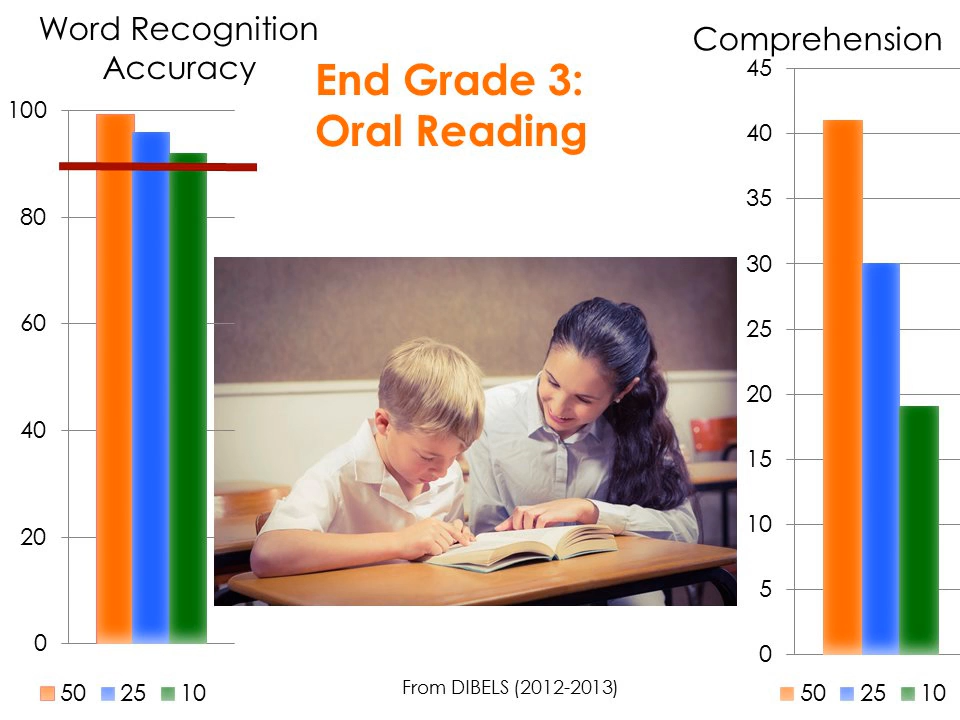 Word Recognition
Accuracy
End Grade 3:
Oral Reading
Comprehension
100
80
60
40
20
0
50 25 10
45
40
35
30
25
20
15
10
5
0
50 25 10
From DIBELS (2012-2013)